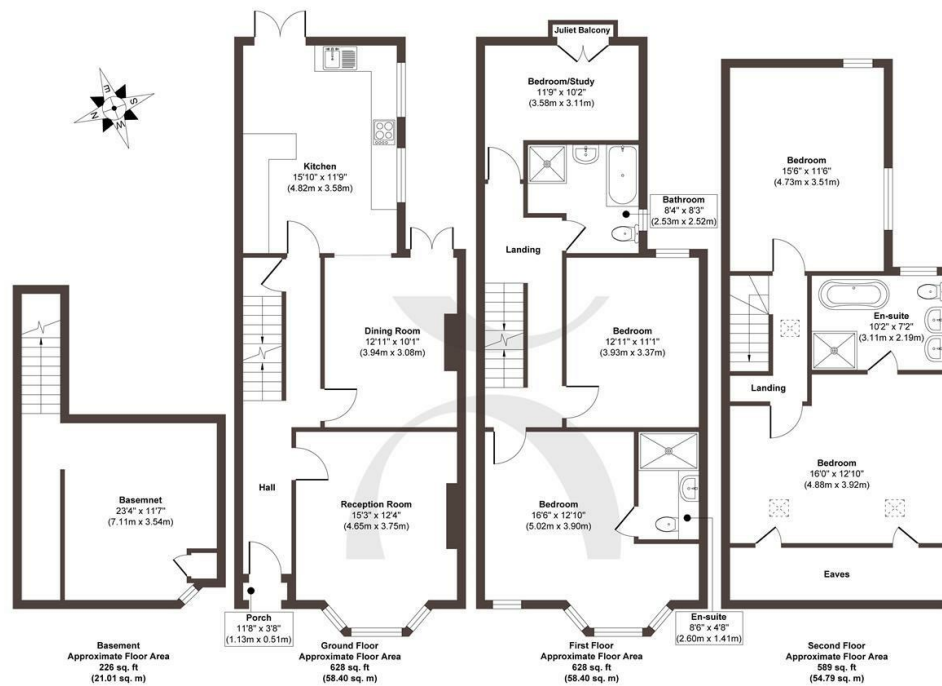 Juliet Balcony
Bedroom/Study
11'9" x 10'2"
(3.58m x 3.11m)
E
S
N
W
Kitchen
15'10" x 11'9"
(4.82m x 3.58m)
Bedroom
15'6" x 11'6"
(4.73m x 3.51m)
Bathroom
8'4" x 8'3"
(2.53m x 2.52m)
Landing
Dining Room
12'11" x 10'1"
(3.94m x 3.08m)
Bedroom
12'11" x 11'1"
(3.93m x 3.37m)
En-suite
10'2" x 7'2"
(3.11m x 2.19m)
Landing
Basemnet
23'4" x 11'7"
(7.11m x 3.54m)
Hall
Reception Room
15'3" x 12'4"
(4.65m x 3.75m)
Bedroom
16'6" x 12'10"
(5.02m x 3.90m)
Bedroom
16'0" x 12'10"
(4.88m x 3.92m)
Eaves
Porch
11'8" x 3'8"
(1.13m x 0.51m)
En-suite
8'6" x 4'8"
(2.60m x 1.41m)
Basement
Approximate Floor Area
226 sq. ft
(21.01 sq. m)
Ground Floor
Approximate Floor Area
628 sq. ft
(58.40 sq. m)
First Floor
Approximate Floor Area
628 sq. ft
(58.40 sq. m)
Second Floor
Approximate Floor Area
589 sq. ft
(54.79 sq. m)